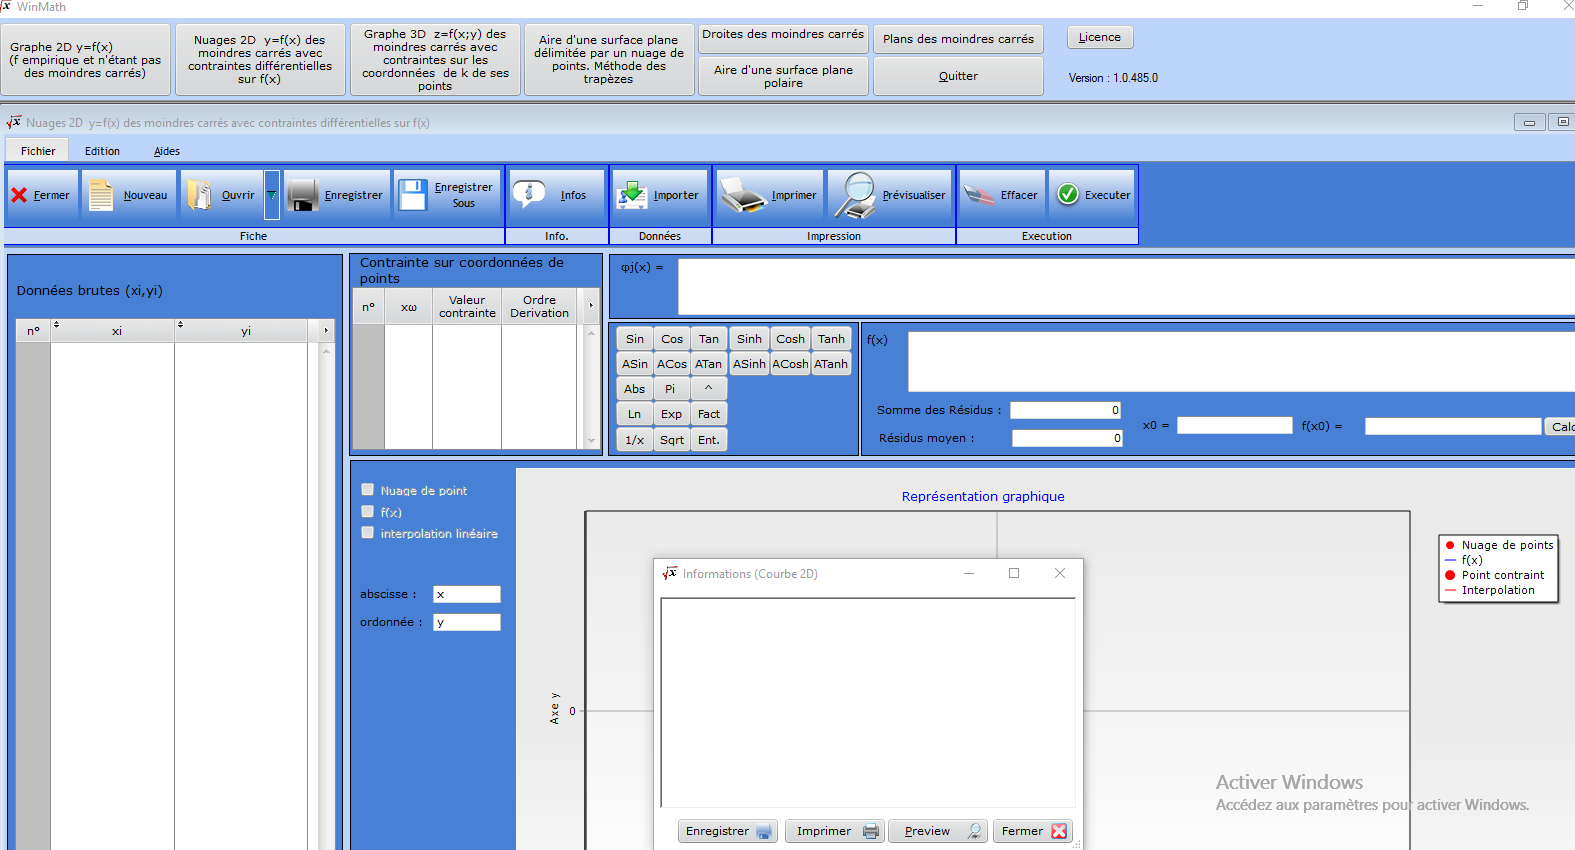 WinMath
Graphe 2D y=f(x)
(f empirique et n'étant pas
des moindres carrés)
Nuages 2D y=f(x) des
moindres carrés avec
contraintes différentielles
sur f(x)
Graphe 3D z=f(x;y) des
moindres carrés avec
contraintes sur les
coordonnées de k de ses
points
Aire d'une surface plane
délimitée par un nuage de
points. Méthode des
trapèzes
Droites des moindres carrés
Aire d'une surface plane
polaire
Plans des moindres carrés
Quitter
Licence
Version : 1.0.485.0
Nuages 2D y=f(x) des moindres carrés avec contraintes différentielles sur f(x)
Fichier
Edition
Aides
Fermer
Nouveau
Ouvrir
Enregistrer
Enregistrer
Sous
Infos
Importer
Imprimer
Prévisualiser
Effacer
Executer
Fiche
Info.
Données
Impression
Execution
Données brutes (xi,yi)
n°
xi
yi
Contrainte sur coordonnées de
points
n°
xω
Valeur
contrainte
Ordre
Derivation
φj(x) =
Sin
Cos
Tan
Sinh
Cosh
Tanh
ASin
ACos
ATan
ASinh
ACosh
ATanh
Abs
Pi
^
Ln
Exp
Fact
1/x
Sqrt
Ent.
f(x)
Somme des Résidus :
0
Résidus moyen :
0
x0 =
f(x0) =
Calc
Nuage de point
f(x)
interpolation linéaire
abscisse :
x
ordonnée :
y
Représentation graphique
Axe y
0
Nuage de points
f(x)
Point contraint
Interpolation
Informations (Courbe 2D)
Enregistrer
Imprimer
Preview
Fermer
Activer Windows
Accédez aux paramètres pour activer Windows.